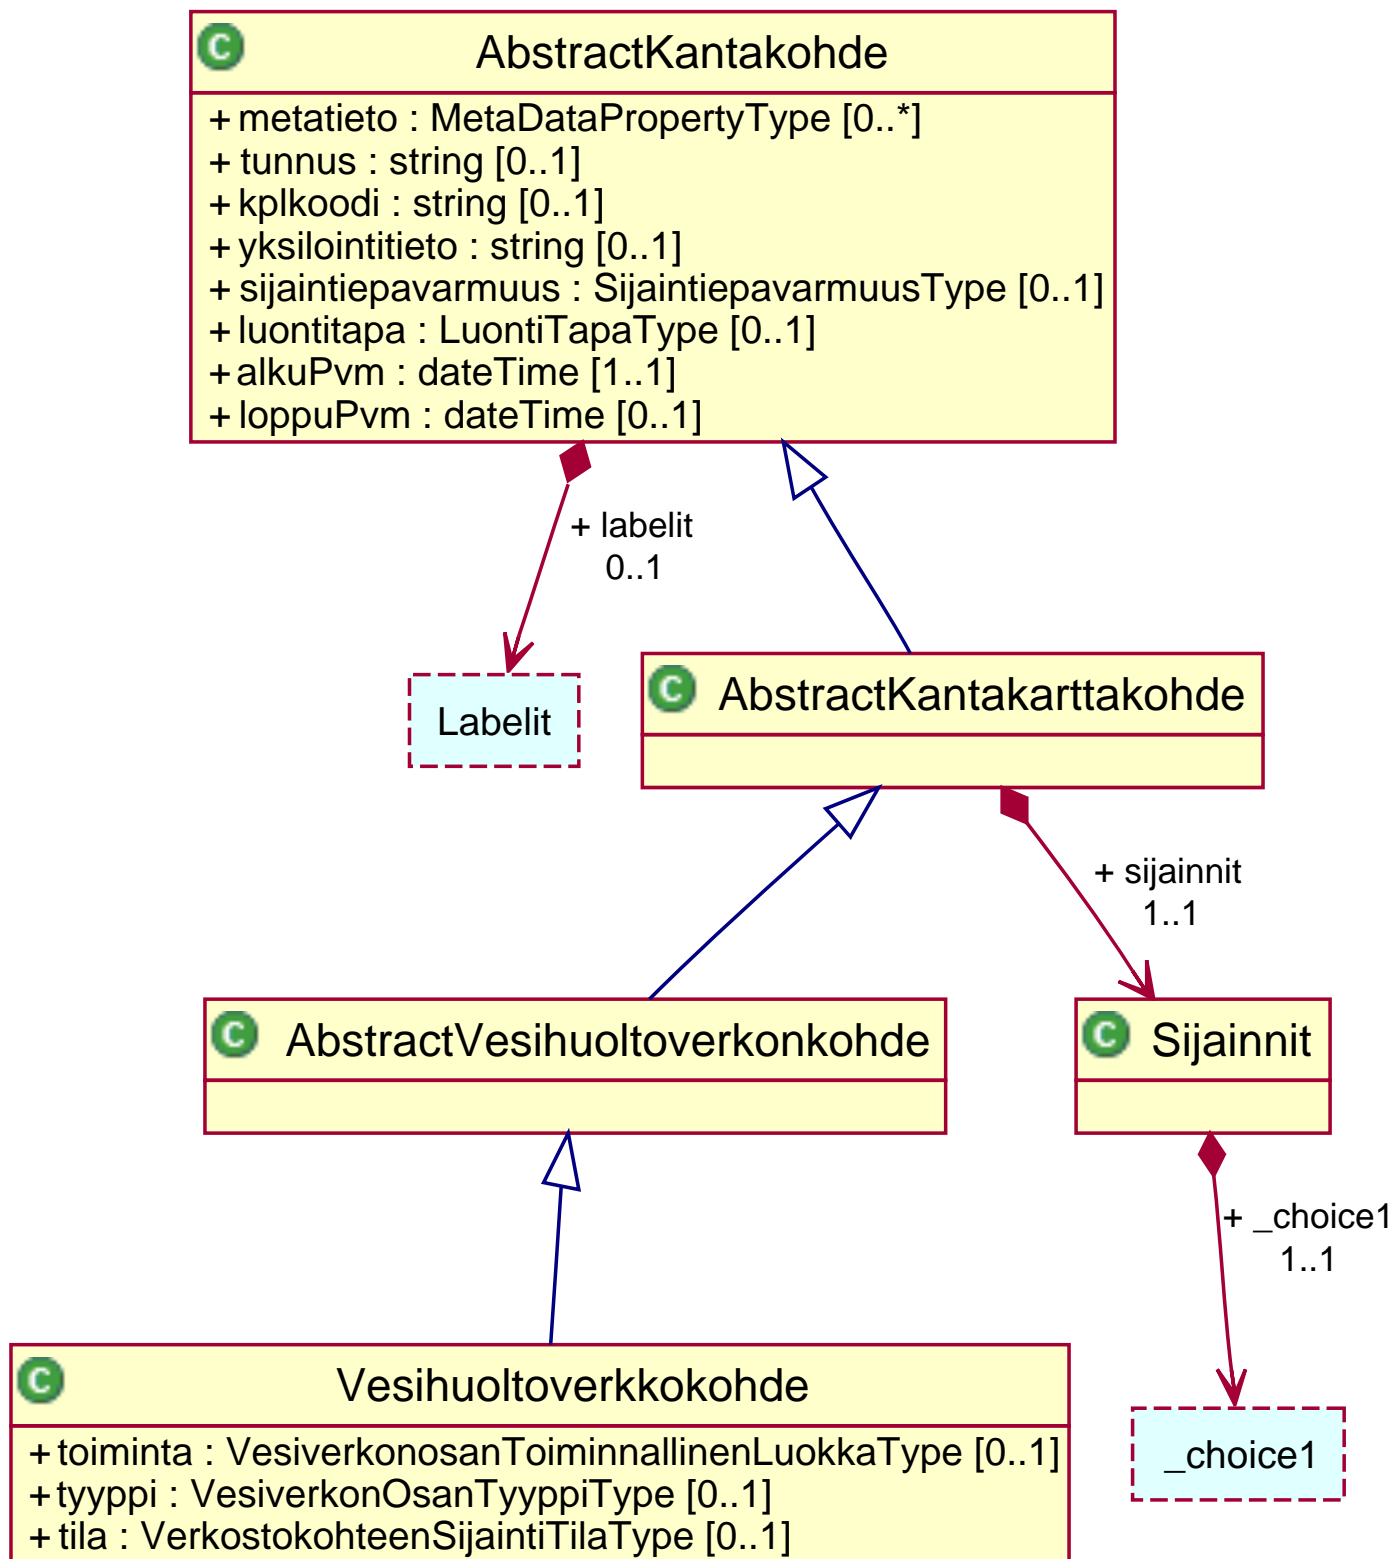 C AbstractKantakohde
+ metatieto : MetaDataPropertyType [0..*]
+ tunnus : string [0..1]
+ kplkoodi : string [0..1]
+ yksilointitieto : string [0..1]
+ sijaintiepavarmuus : SijaintiepavarmuusType [0..1]
+ luontitapa : LuontiTapaType [0..1]
+ alkuPvm : dateTime [1..1]
+ loppuPvm : dateTime [0..1]
+ labelit
0..1
Labelit
C AbstractKantakarttakohde
+ sijainnit
1..1
C AbstractVesihuoltoverkonkohde
C Sijainnit
+ _choice1
1..1
C Vesihuoltoverkkokohde
+ toiminta : VesiverkonosanToiminnallinenLuokkaType [0..1]
+ tyyppi : VesiverkonOsanTyyppiType [0..1]
+ tila : VerkostokohteenSijaintiTilaType [0..1]
_choice1